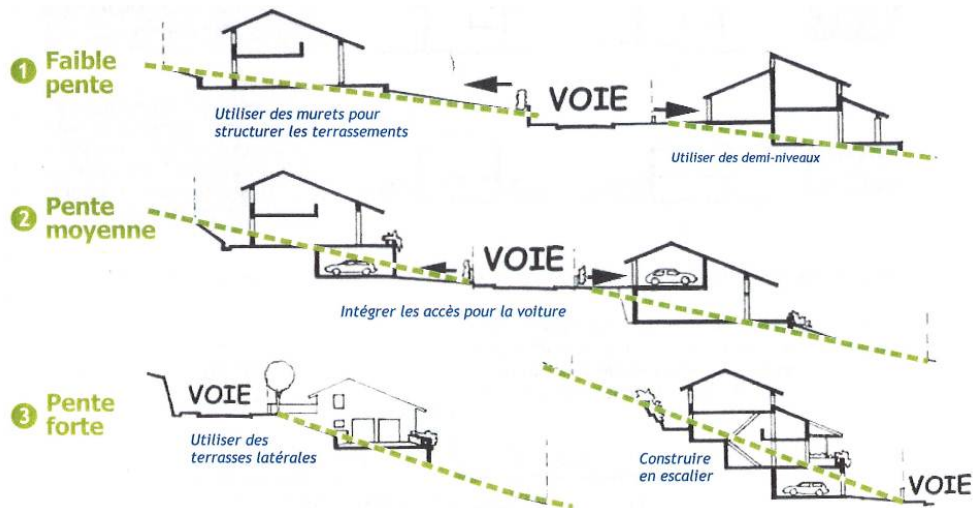 1 Faible
pente
VOIE
Utiliser des murets pour
structurer les terrassements
Utiliser des demi-niveaux
2 Pente
moyenne
VOIE
Intégrer les accès pour la voiture
3 Pente
forte
VOIE
Utiliser des
terrasses latérales
Construire
en escalier
VOIE